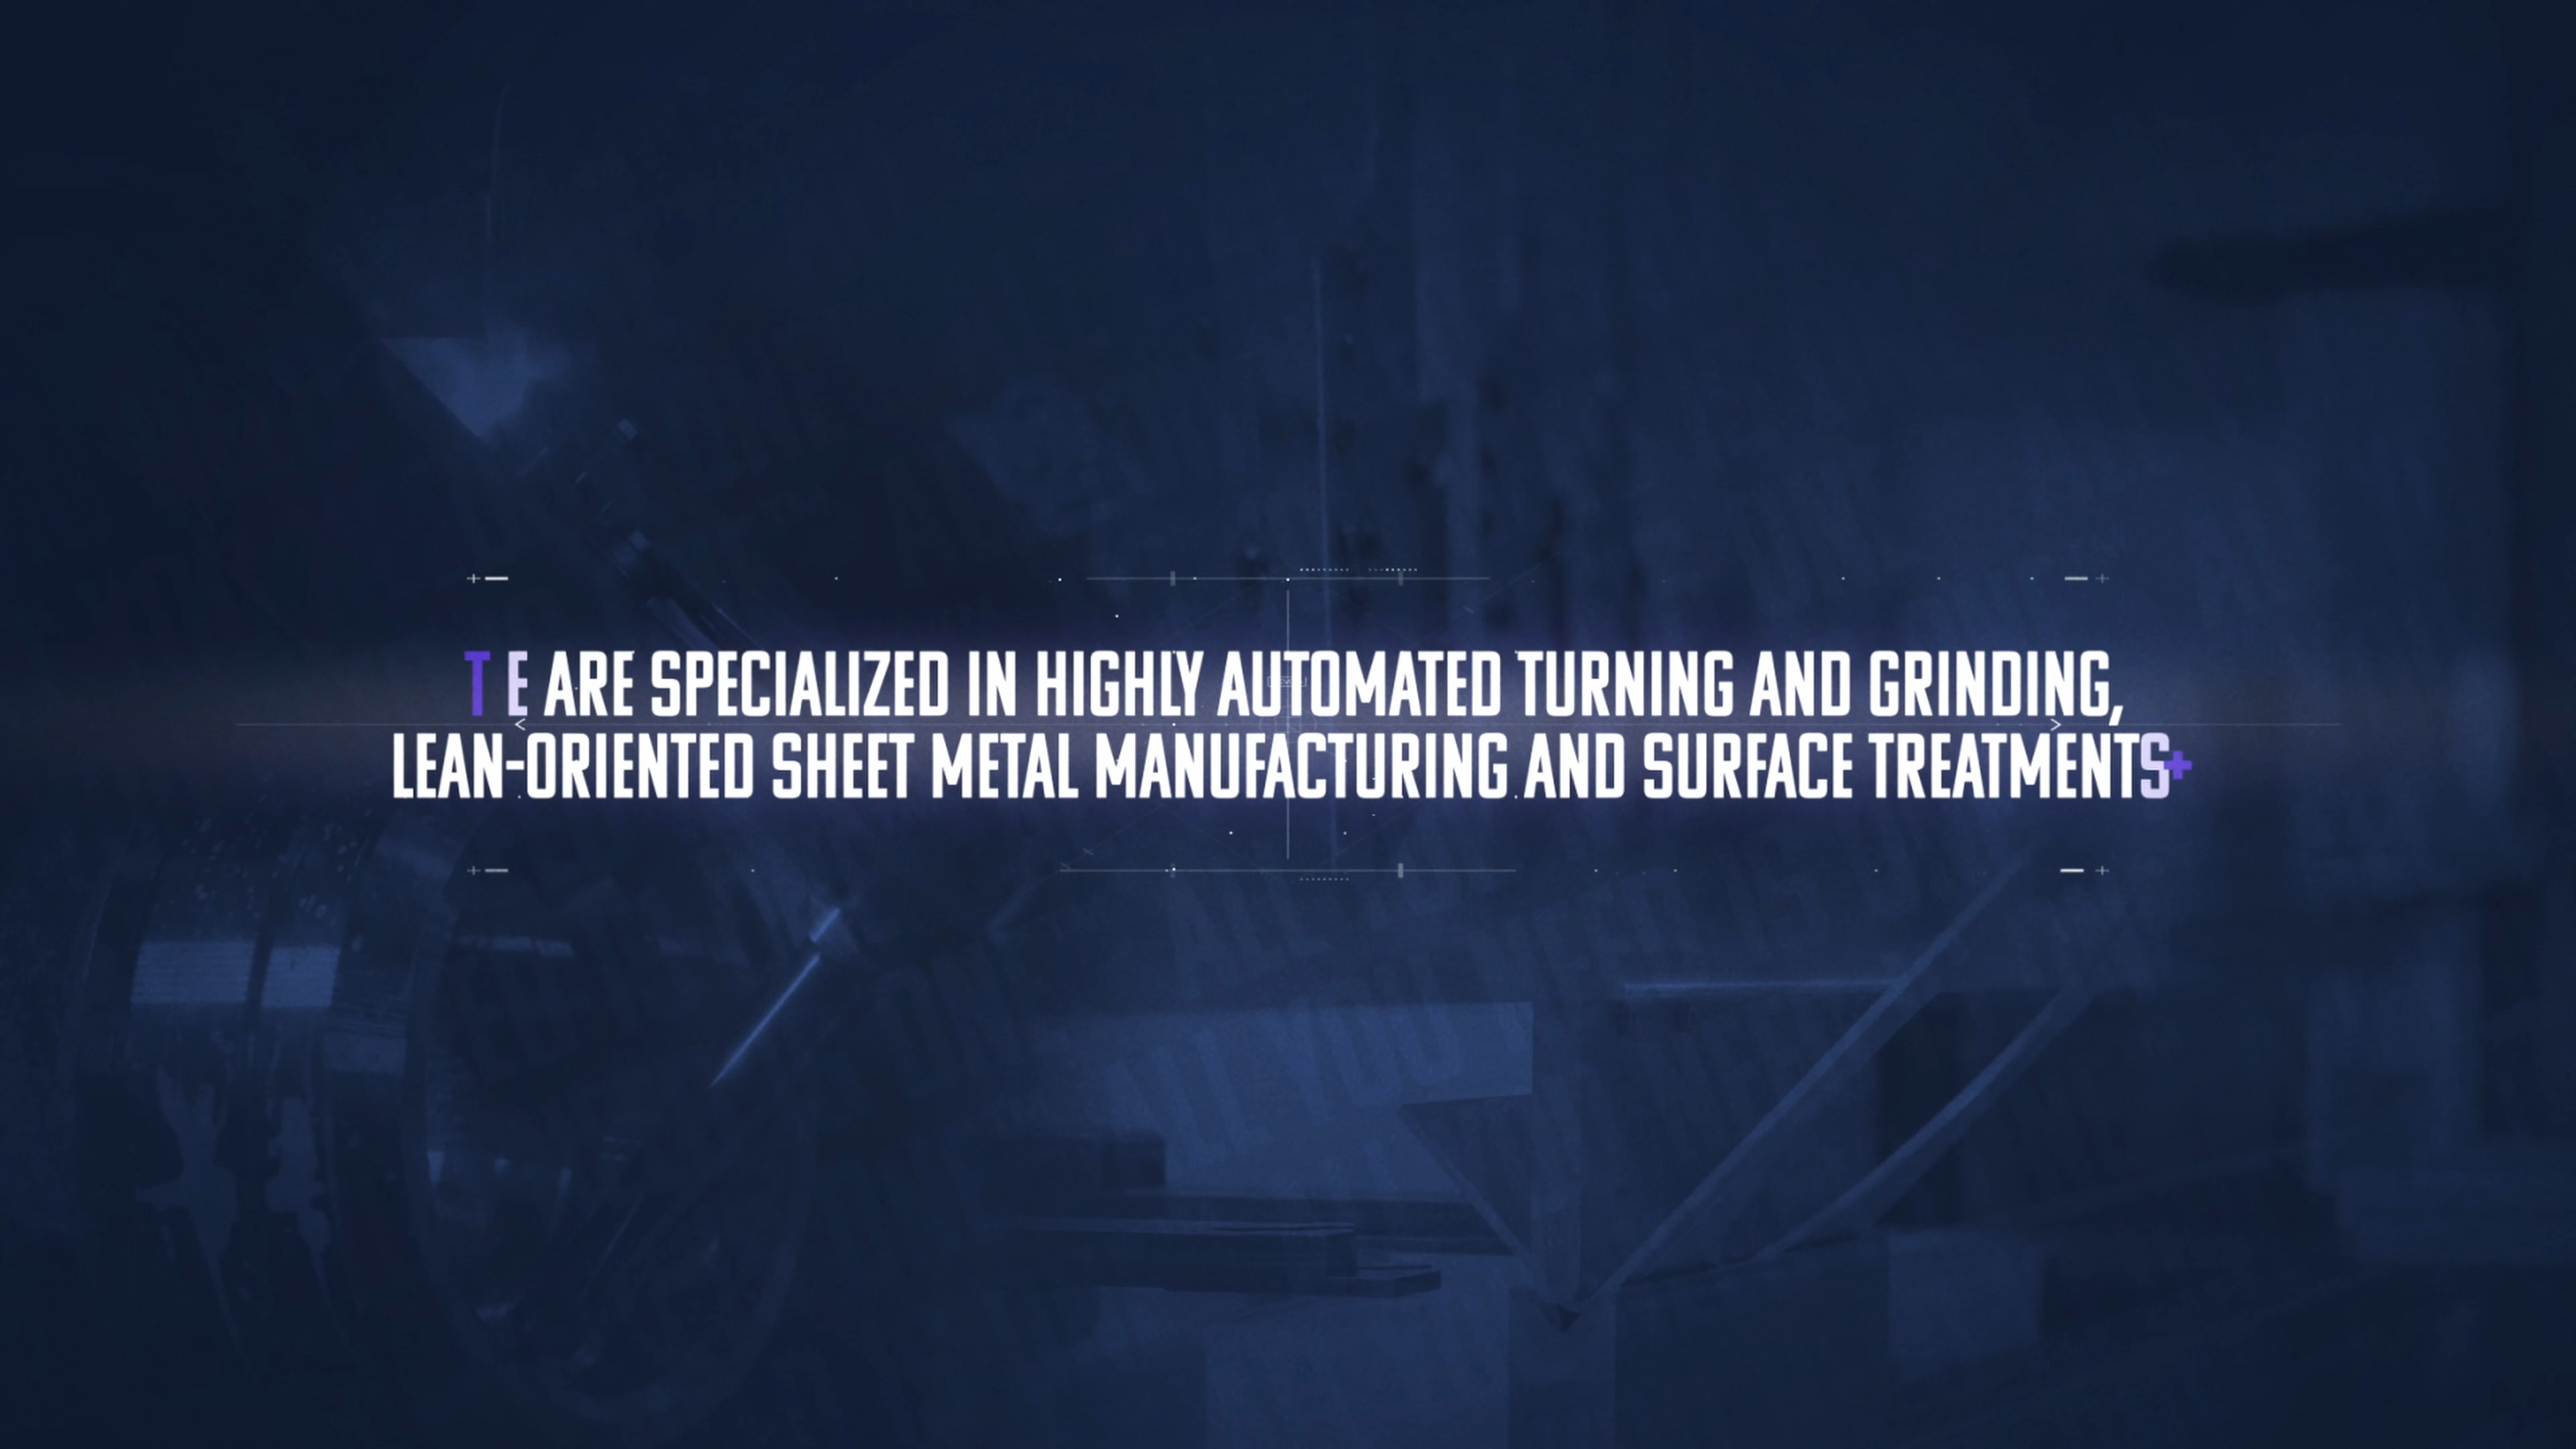 T E ARE SPECIALIZED IN HIGHLY AUTOMATED TURNING AND GRINDING,
LEAN-ORIENTED SHEET METAL MANUFACTURING AND SURFACE TREATMENTS+